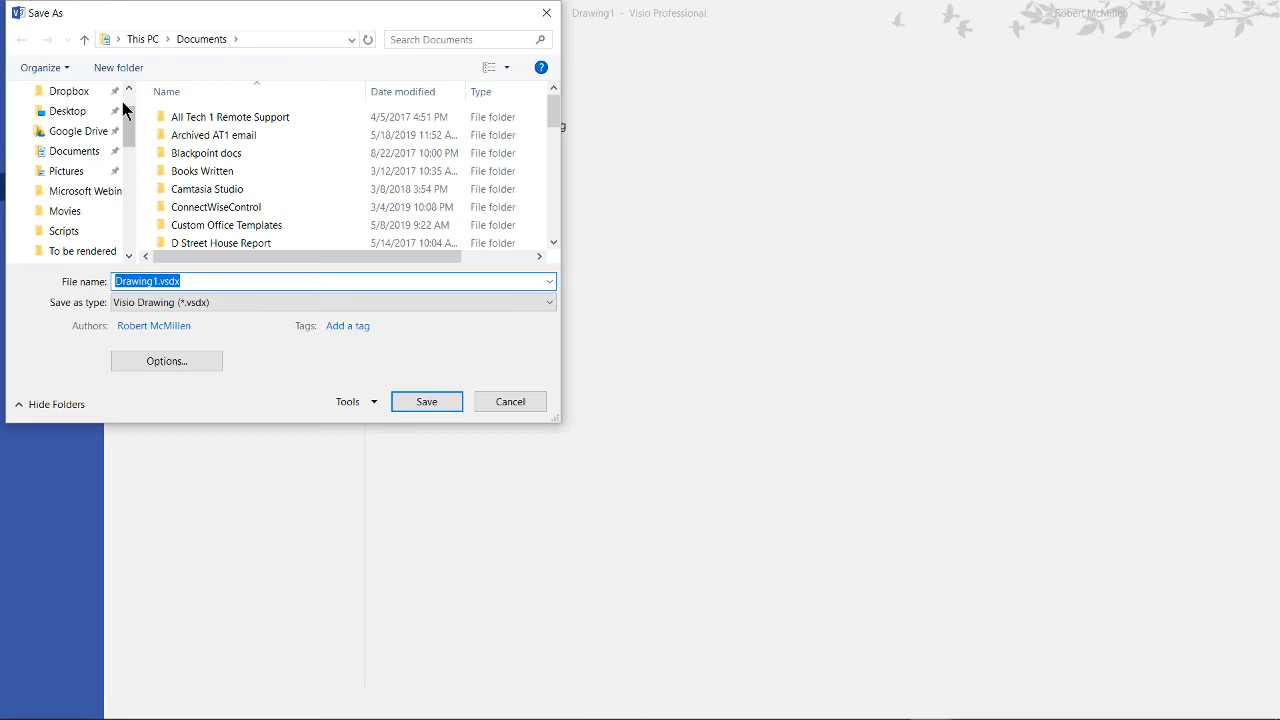 Save As
Drawing1 - Visio Professional
Robert McMillen
This PC > Documents >
Search Documents
Organize
New folder
Dropbox
Desktop
Google Drive
Documents
Pictures
Microsoft Webin
Movies
Scripts
To be rendered
Name Date modified Type
All Tech 1 Remote Support 4/5/2017 4:51 PM File folder
Archived AT1 email 5/18/2019 11:52 A... File folder
Blackpoint docs 8/22/2017 10:00 PM File folder
Books Written 3/12/2017 10:35 A... File folder
Camtasia Studio 3/8/2018 3:54 PM File folder
ConnectWiseControl 3/4/2019 10:08 PM File folder
Custom Office Templates 5/8/2019 9:22 AM File folder
D Street House Report 5/14/2017 10:04 A... File folder
g
File name: Drawing1.vsdx
Save as type: Visio Drawing (*.vsdx)
Authors: Robert McMillen Tags: Add a tag
Options...
Hide Folders
Tools Save Cancel